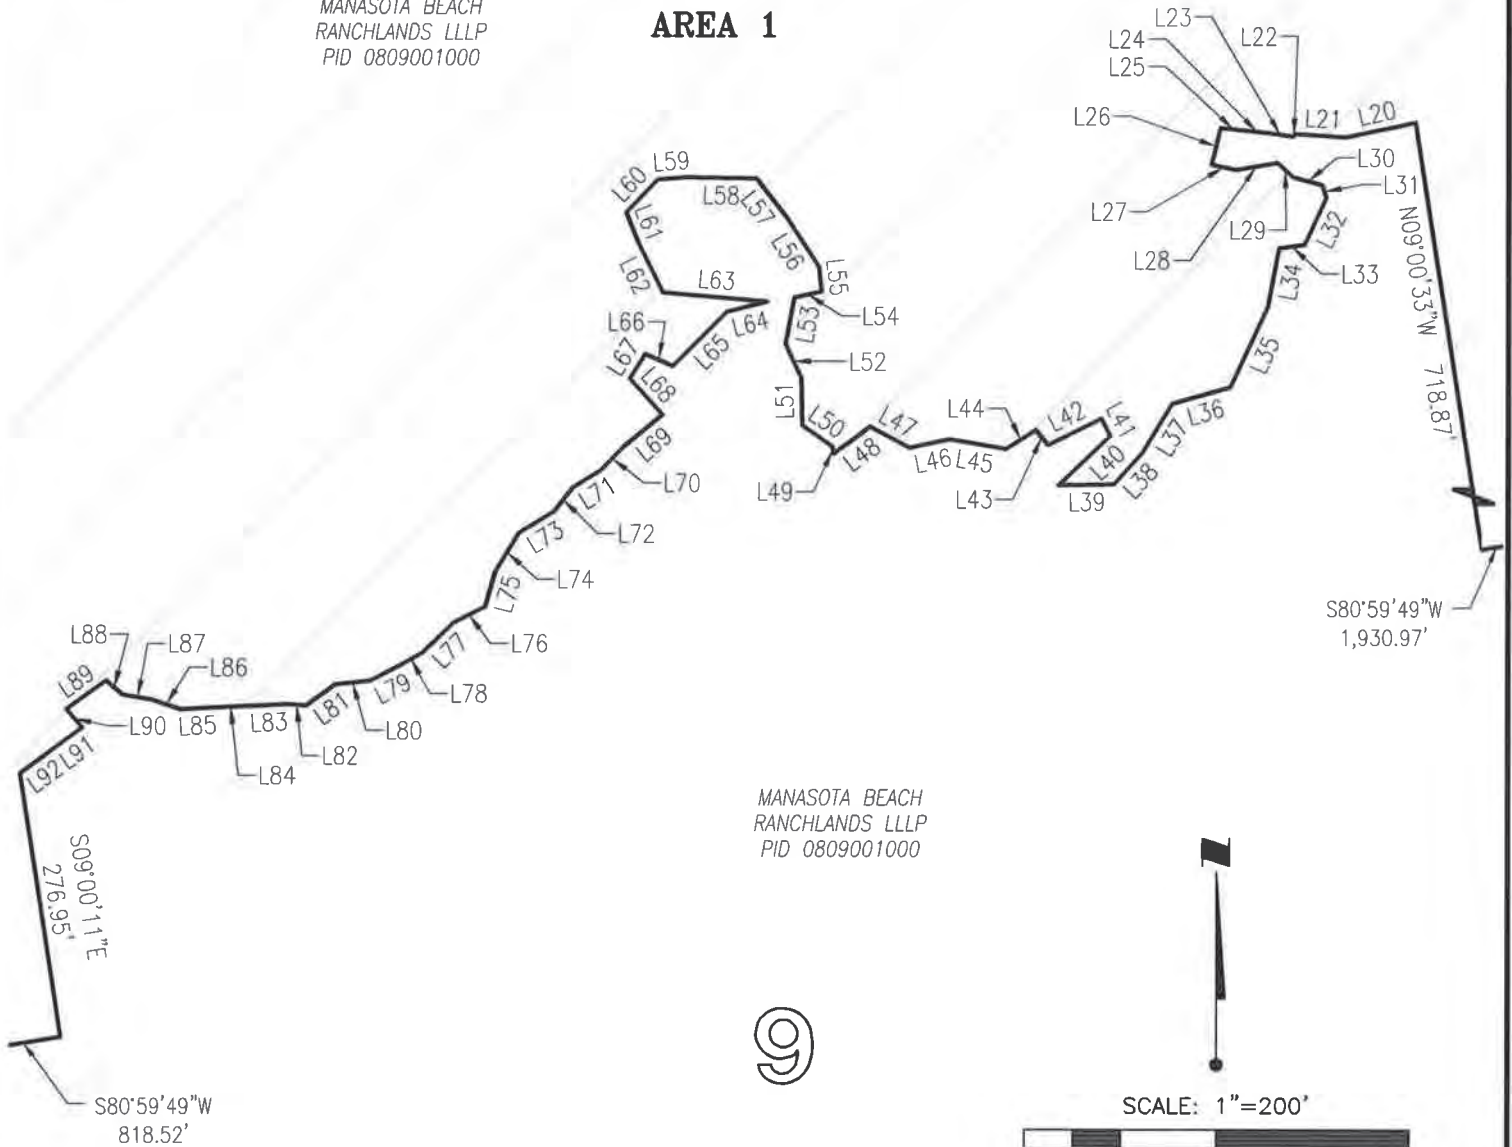 MANASOTA BEACH
RANCHLANDS LLLP
PID 0809001000
AREA 1
L20
L21
L22
L23
L24
L25
L26
L27
L28
L29
L30
L31
L32
L33
L34
L35
L36
L37
L38
L39
L40
L41
L42
L43
L44
L45
L46
L47
L48
L49
L50
L51
L52
L53
L54
L55
L56
L57
L58
L59
L60
L61
L62
L63
L64
L65
L66
L67
L68
L69
L70
L71
L72
L73
L74
L75
L76
L77
L78
L79
L80
L81
L82
L83
L84
L85
L86
L87
L88
L89
L90
L91
L92
N09°00'33"W 718.87'
S80°59'49"W
1,930.97'
MANASOTA BEACH
RANCHLANDS LLLP
PID 0809001000
S09°00'11"E
276.95'
S80°59'49"W
818.52'
9
N
SCALE: 1"=200'